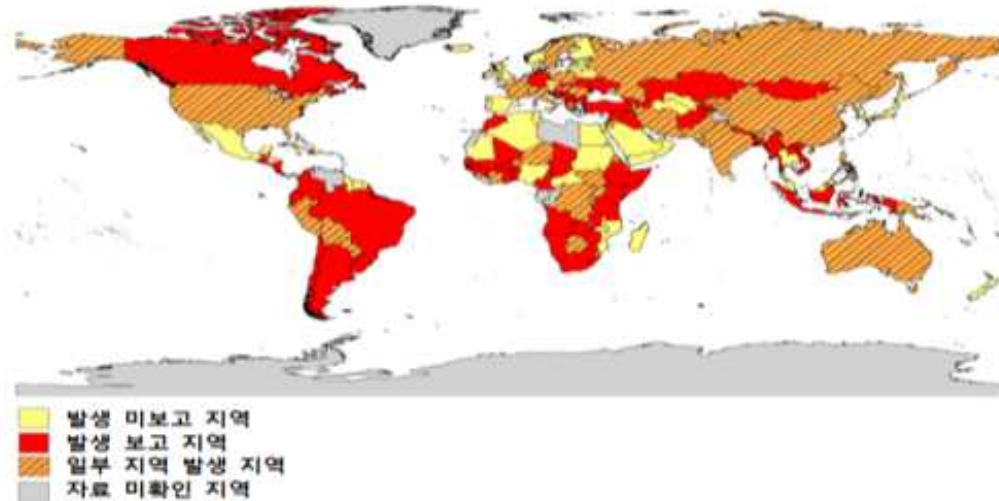 발생 미보고 지역
발생 보고 지역
일부 지역 발생 지역
자료 미확인 지역